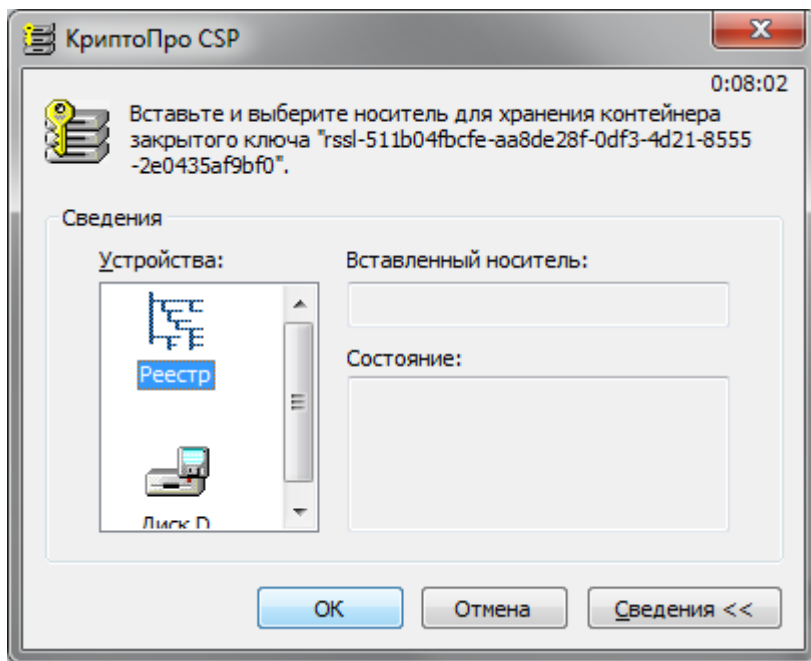 КриптоПро CSP
0:08:02
Вставьте и выберите носитель для хранения контейнера
закрытого ключа "rssl-511b04fbcfe-aa8de28f-0df3-4d21-8555
-2e0435af9bf0".
Сведения
Устройства:
Вставленный носитель:
Реестр
Состояние:
Диск D
ОК
Отмена
Сведения <<